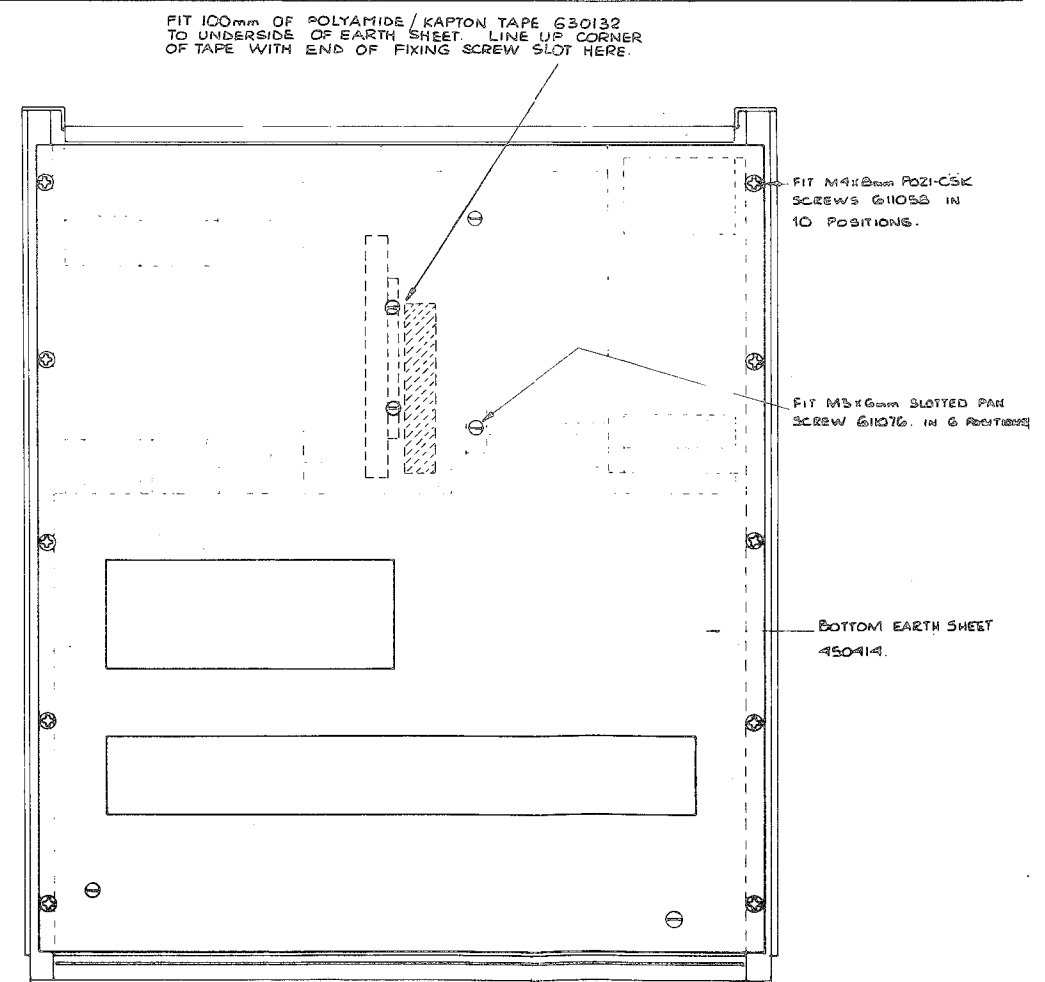 FIT 100mm OF POLYAMIDE / KAPTON TAPE 630132
TO UNDERSIDE OF EARTH SHEET. LINE UP CORNER
OF TAPE WITH END OF FIXING SCREW SLOT HERE.
FIT M4x8mm POZI-CSK
SCREWS 611058 IN
10 POSITIONS.
FIT M3x6mm SLOTTED PAN
SCREW 611076. IN 6 POSITIONS
BOTTOM EARTH SHEET
450414.